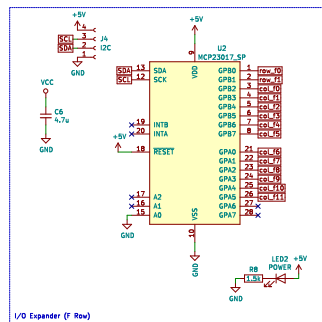 +5V
4
SCL 3 J4
SDA 2 I2C
1
GND
VCC
C6
4.7u
GND
+5V
U2
MCP23017_SP
9
VDD
SDA 13 SDA GPB0 1 row_f0
SCL 12 SCK GPB1 2 row_f1
GPB2 3 col_f0
GPB3 4 col_f1
GPB4 5 col_f2
GPB5 6 col_f3
19 INTB GPB6 7 col_f4
20 INTA GPB7 8 col_f5
+5V
18 RESET GPA0 21 col_f6
GPA1 22 col_f7
GPA2 23 col_f8
GPA3 24 col_f9
GPA4 25 col_f10
17 A2 GPA5 26 col_f11
16 A1 GPA6 27
15 A0 GPA7 28
VSS
10
GND
GND
LED2
POWER
+5V
R8
1.5k
GND
I/O Expander (F Row)